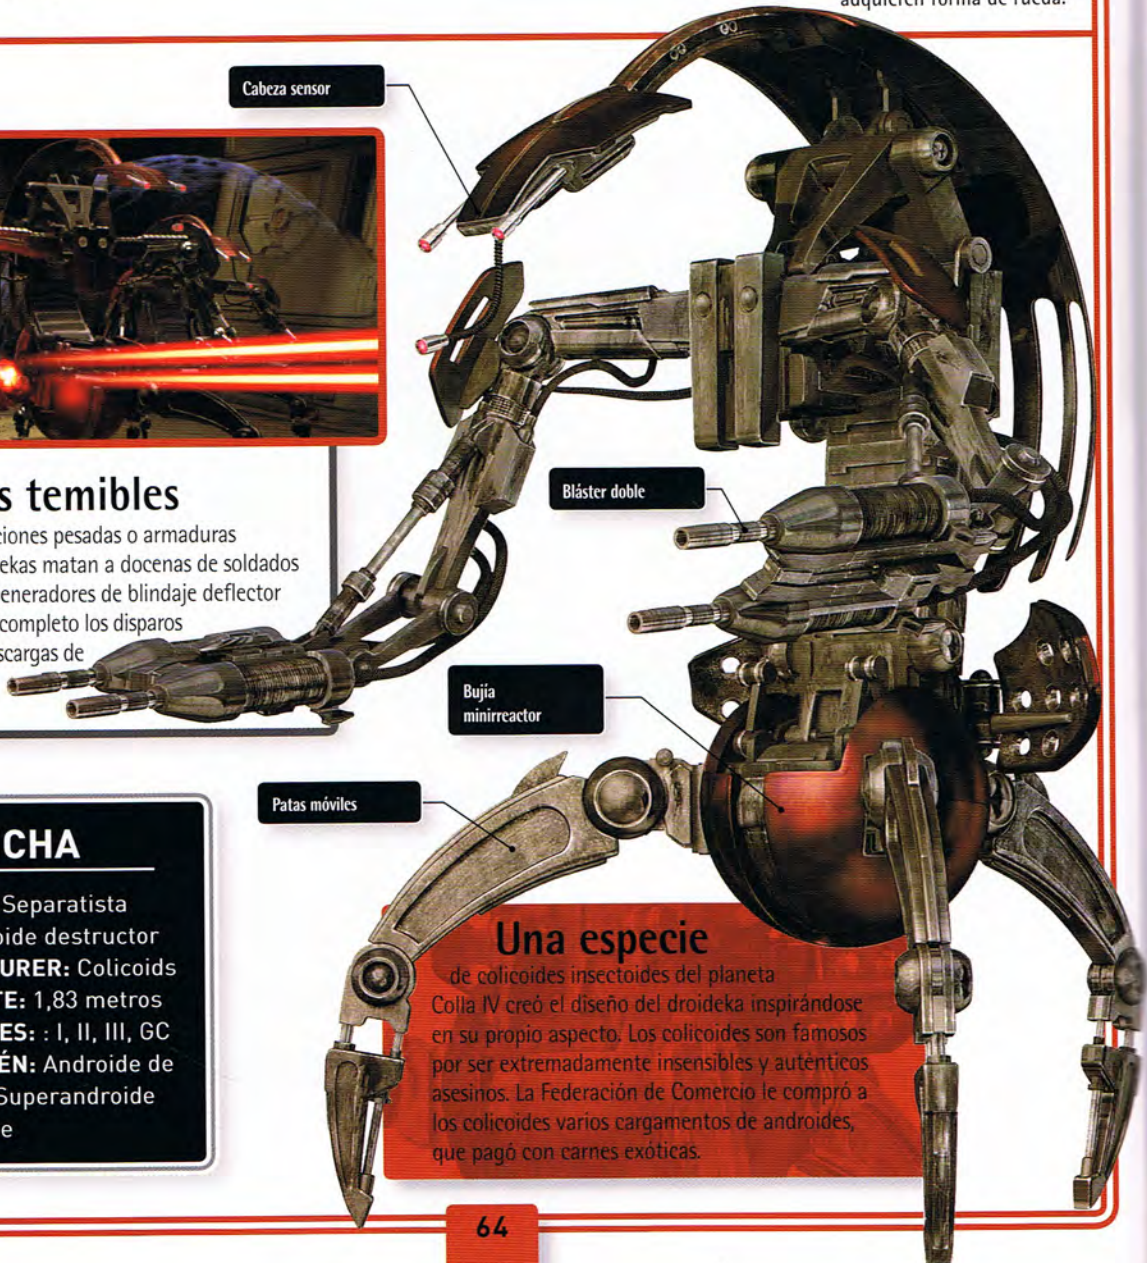 adquieren forma de rueda.
Cabeza sensor
s temibles
ciones pesadas o armaduras
ekas matan a docenas de soldados
eneradores de blindaje deflector
completo los disparos
scargas de
Bláster doble
Bujía
minirreactor
Patas móviles
CHA
Separatista
oide destructor
URER: Colicoids
TE: 1,83 metros
ES: : I, II, III, GC
ÉN: Androide de
Superandroide
e
Una especie
de colicoides insectoides del planeta
Colla IV creó el diseño del droideka inspirándose
en su propio aspecto. Los colicoides son famosos
por ser extremadamente insensibles y auténticos
asesinos. La Federación de Comercio le compró a
los colicoides varios cargamentos de androides,
que pagó con carnes exóticas.
64